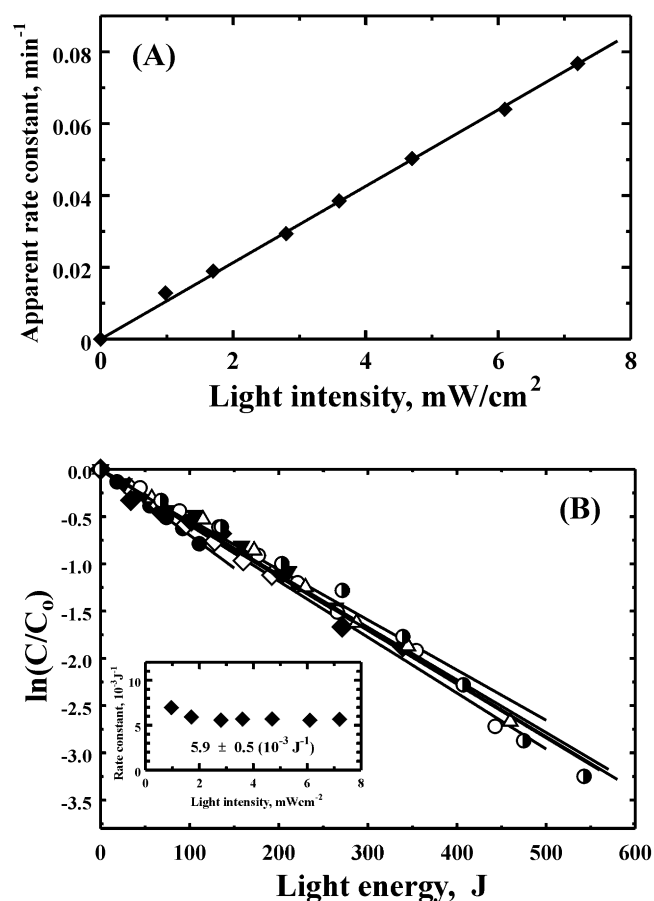 (A)
Apparent rate constant, min⁻¹
0.08
0.06
0.04
0.02
0
0 2 4 6 8
Light intensity, mW/cm²
(B)
ln(C/Co)
0.0
-0.5
-1.0
-1.5
-2.0
-2.5
-3.0
-3.5
Rate constant, 10⁻³J⁻¹
10
5
0
5.9 ± 0.5 (10⁻³ J⁻¹)
0 2 4 6 8
Light intensity, mWcm⁻²
0 100 200 300 400 500 600
Light energy, J